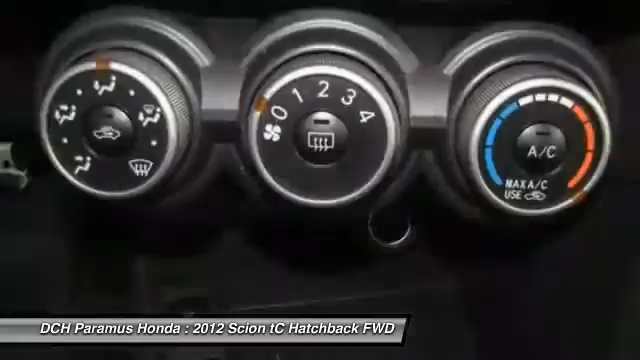 0 1 2 3 4
A/C
MAX A/C
USE
DCH Paramus Honda : 2012 Scion tC Hatchback FWD